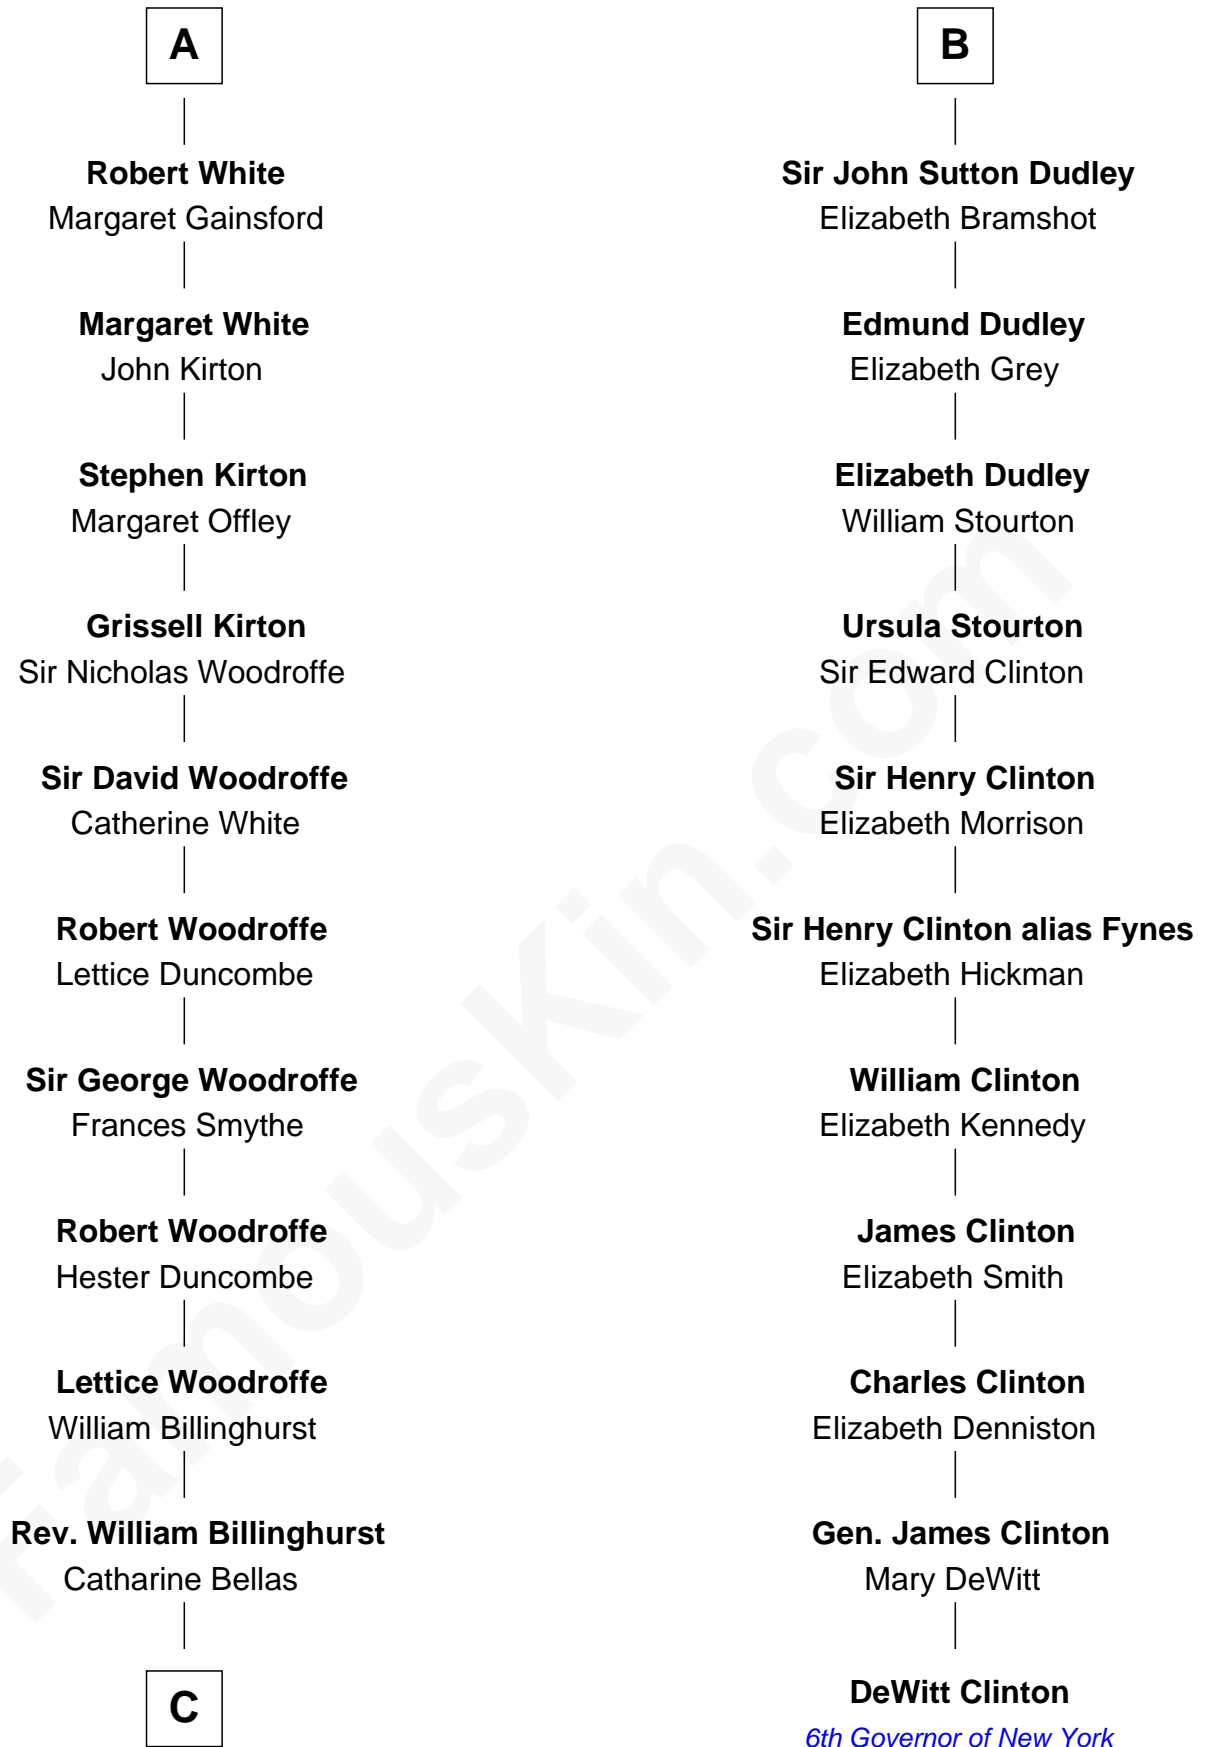 A
Robert White
Margaret Gainsford
Margaret White
John Kirton
Stephen Kirton
Margaret Offley
Grissell Kirton
Sir Nicholas Woodroffe
Sir David Woodroffe
Catherine White
Robert Woodroffe
Lettice Duncombe
Sir George Woodroffe
Frances Smythe
Robert Woodroffe
Hester Duncombe
Lettice Woodroffe
William Billinghurst
Rev. William Billinghurst
Catharine Bellas
C
B
Sir John Sutton Dudley
Elizabeth Bramshot
Edmund Dudley
Elizabeth Grey
Elizabeth Dudley
William Stourton
Ursula Stourton
Sir Edward Clinton
Sir Henry Clinton
Elizabeth Morrison
Sir Henry Clinton alias Fynes
Elizabeth Hickman
William Clinton
Elizabeth Kennedy
James Clinton
Elizabeth Smith
Charles Clinton
Elizabeth Denniston
Gen. James Clinton
Mary DeWitt
DeWitt Clinton
6th Governor of New York
FamousKin.com